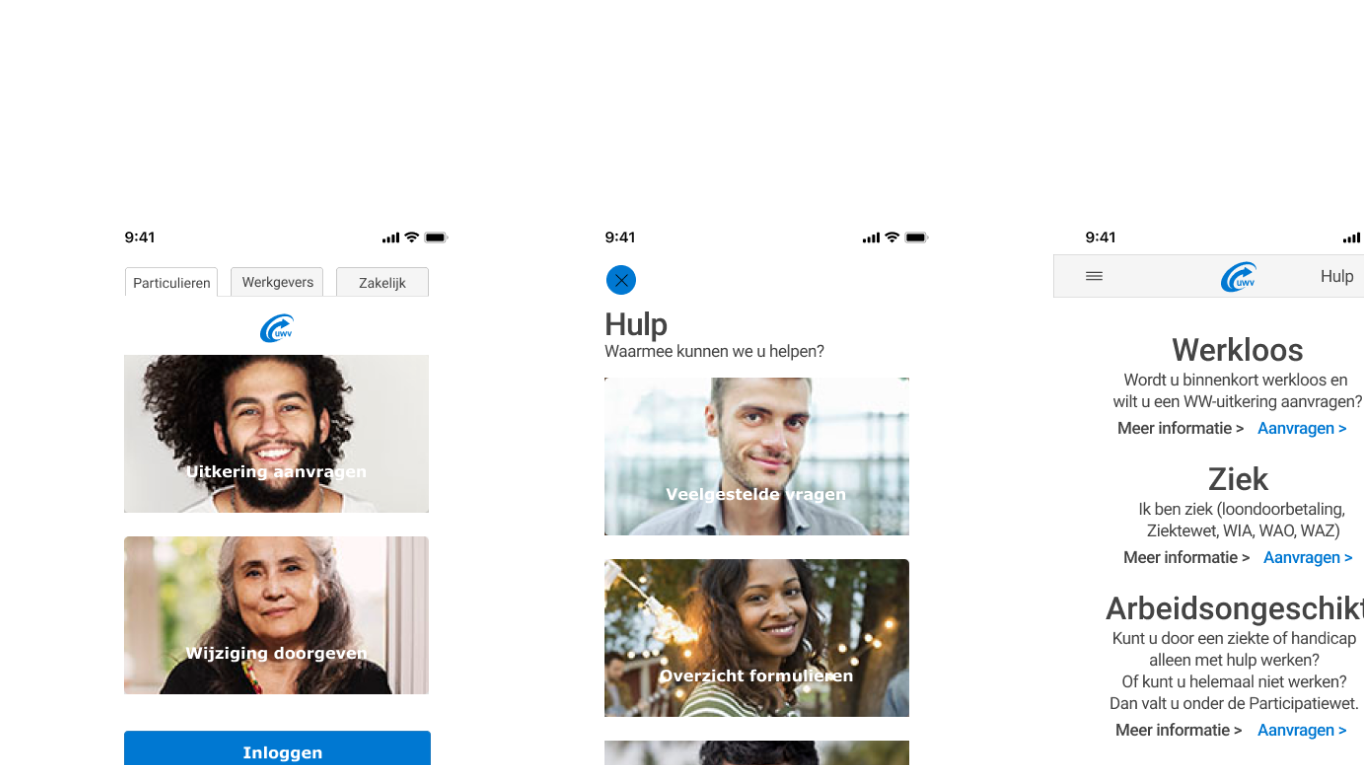 9:41
Particulieren
Werkgevers
Zakelijk
UWV
Uitkering aanvragen
Wijziging doorgeven
Inloggen
9:41
Hulp
Waarmee kunnen we u helpen?
Veelgestelde vragen
Overzicht formulieren
9:41
UWV
Hulp
Werkloos
Wordt u binnenkort werkloos en
wilt u een WW-uitkering aanvragen?
Meer informatie > Aanvragen >
Ziek
Ik ben ziek (loondoorbetaling,
Ziektewet, WIA, WAO, WAZ)
Meer informatie > Aanvragen >
Arbeidsongeschikt
Kunt u door een ziekte of handicap
alleen met hulp werken?
Of kunt u helemaal niet werken?
Dan valt u onder de Participatiewet.
Meer informatie > Aanvragen >